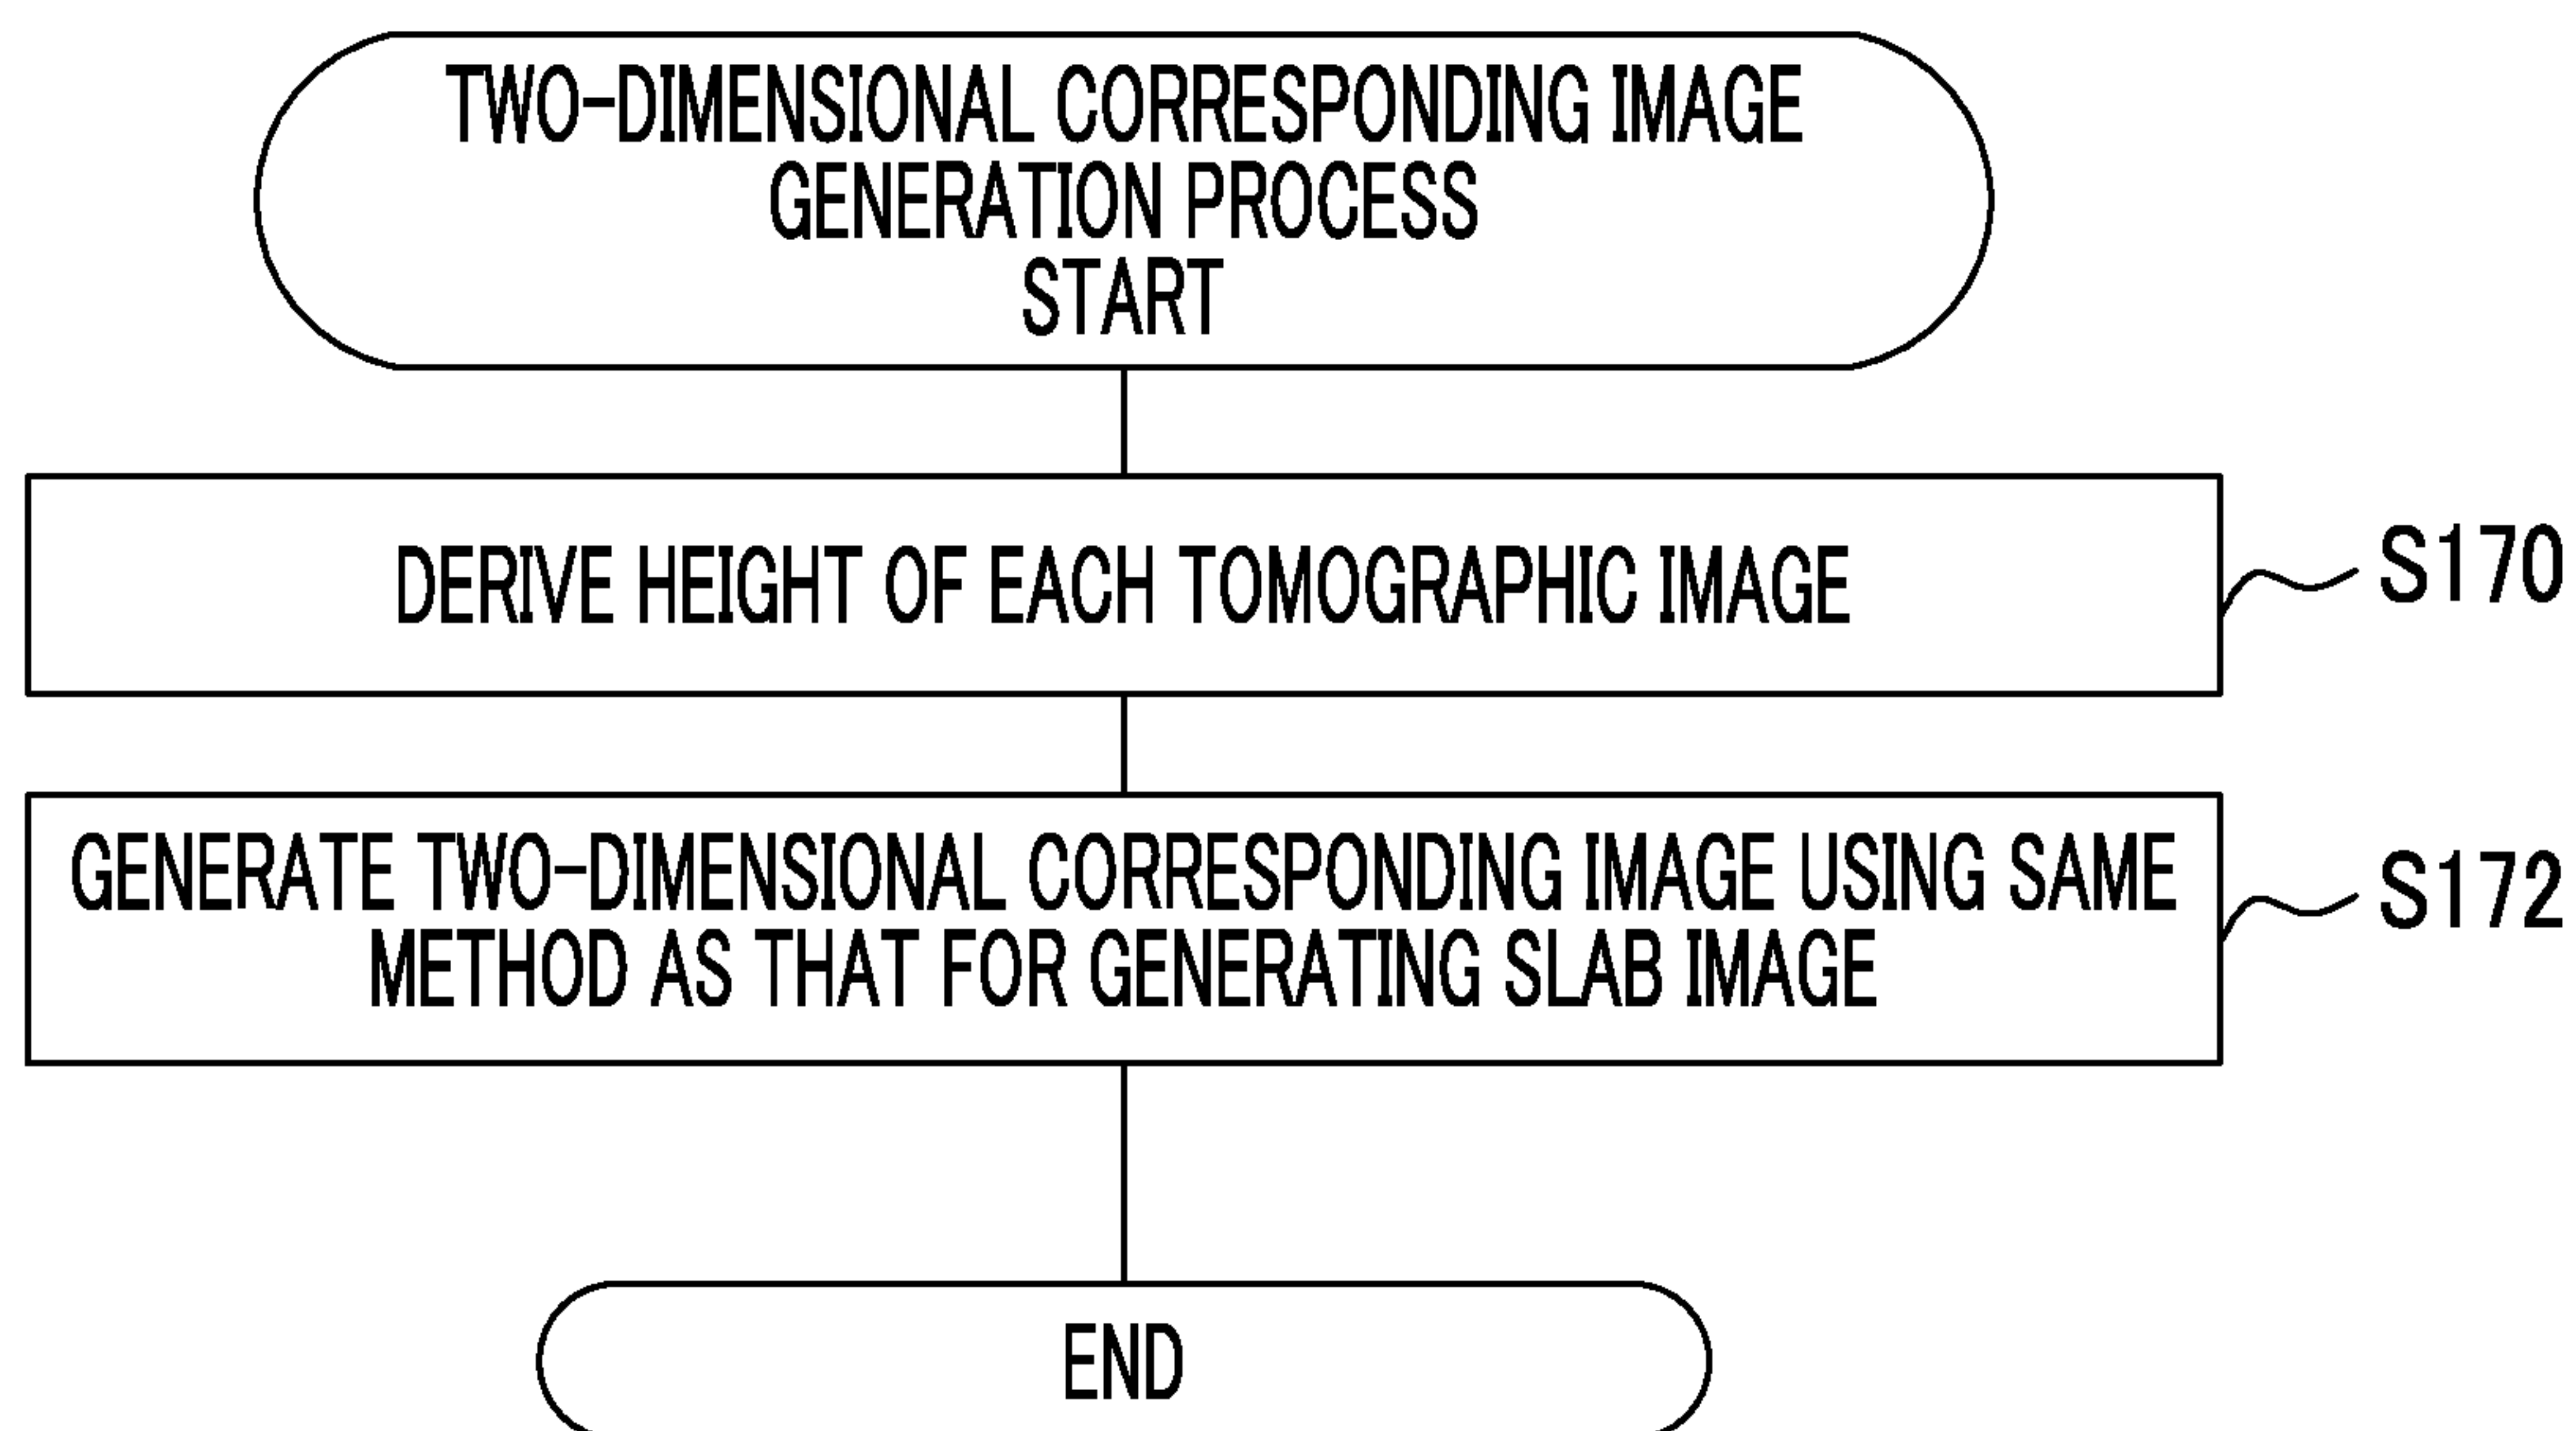 TWO-DIMENSIONAL CORRESPONDING IMAGE
GENERATION PROCESS
START
DERIVE HEIGHT OF EACH TOMOGRAPHIC IMAGE
S170
GENERATE TWO-DIMENSIONAL CORRESPONDING IMAGE USING SAME
METHOD AS THAT FOR GENERATING SLAB IMAGE
S172
END